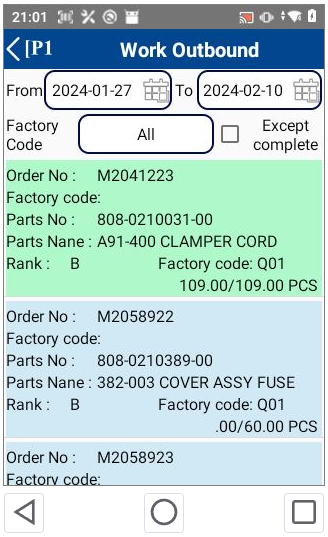 21:01
[P1 Work Outbound
From 2024-01-27 To 2024-02-10
Factory Code All Except complete
Order No : M2041223
Factory code:
Parts No : 808-0210031-00
Parts Nane : A91-400 CLAMPER CORD
Rank : B Factory code: Q01
109.00/109.00 PCS
Order No : M2058922
Factory code:
Parts No : 808-0210389-00
Parts Nane : 382-003 COVER ASSY FUSE
Rank : B Factory code: Q01
.00/60.00 PCS
Order No : M2058923
Factory code: